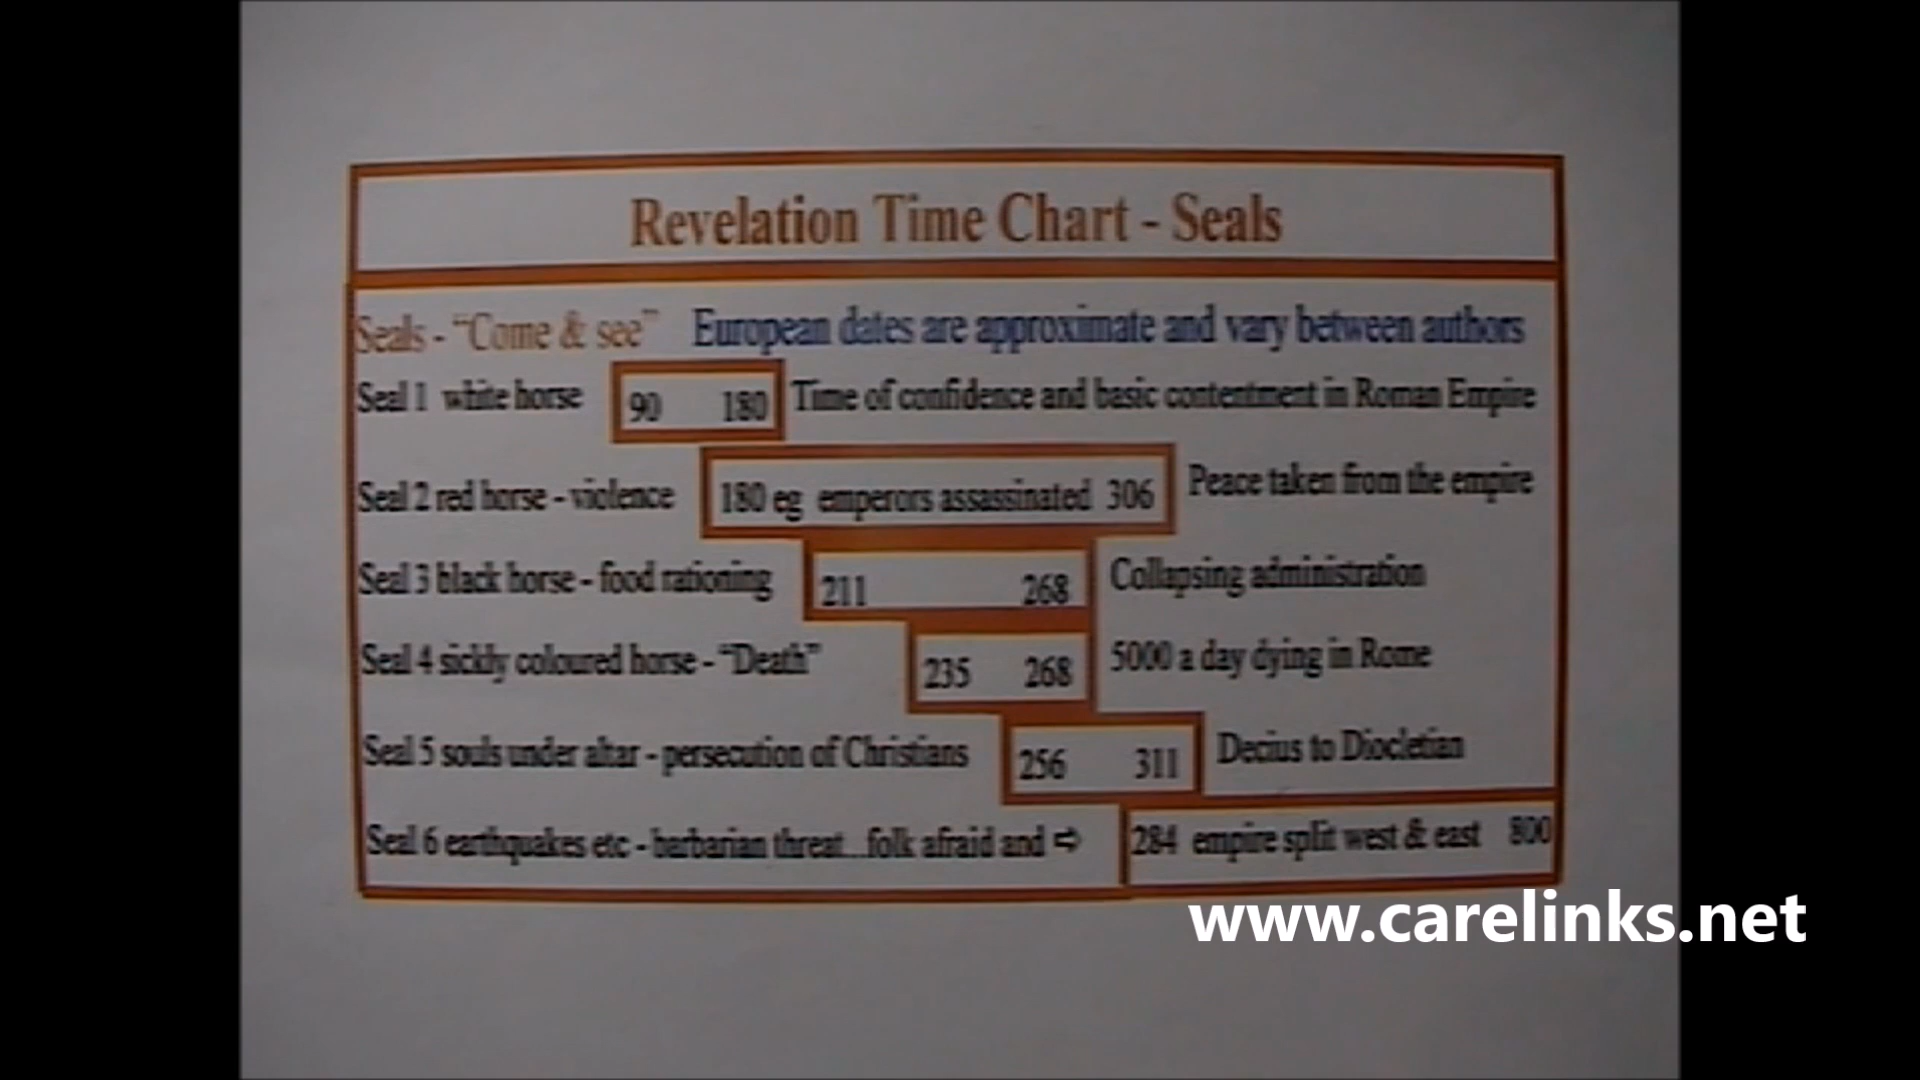 Revelation Time Chart - Seals
Seals - “Come & see” European dates are approximate and vary between authors
Seal 1 white horse 90 180 Time of confidence and basic contentment in Roman Empire
Seal 2 red horse - violence 180 eg emperors assassinated 306 Peace taken from the empire
Seal 3 black horse - food rationing 211 268 Collapsing administration
Seal 4 sickly coloured horse - “Death” 235 268 5000 a day dying in Rome
Seal 5 souls under altar - persecution of Christians 256 311 Decius to Diocletian
Seal 6 earthquakes etc - barbarian threat...folk afraid and ⇨ 284 empire split west & east 800
www.carelinks.net